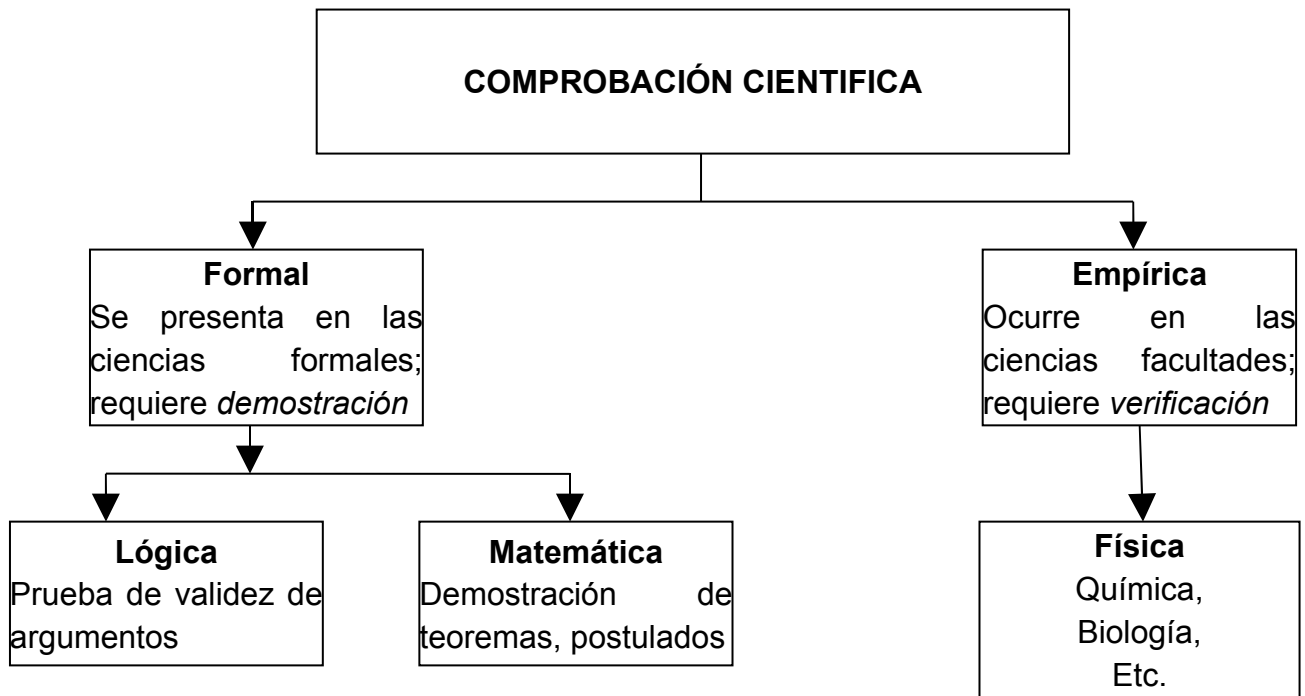 COMPROBACIÓN CIENTIFICA
Formal
Se presenta en las
ciencias formales;
requiere demostración
Empírica
Ocurre en las
ciencias facultades;
requiere verificación
Lógica
Prueba de validez de
argumentos
Matemática
Demostración de
teoremas, postulados
Física
Química,
Biología,
Etc.